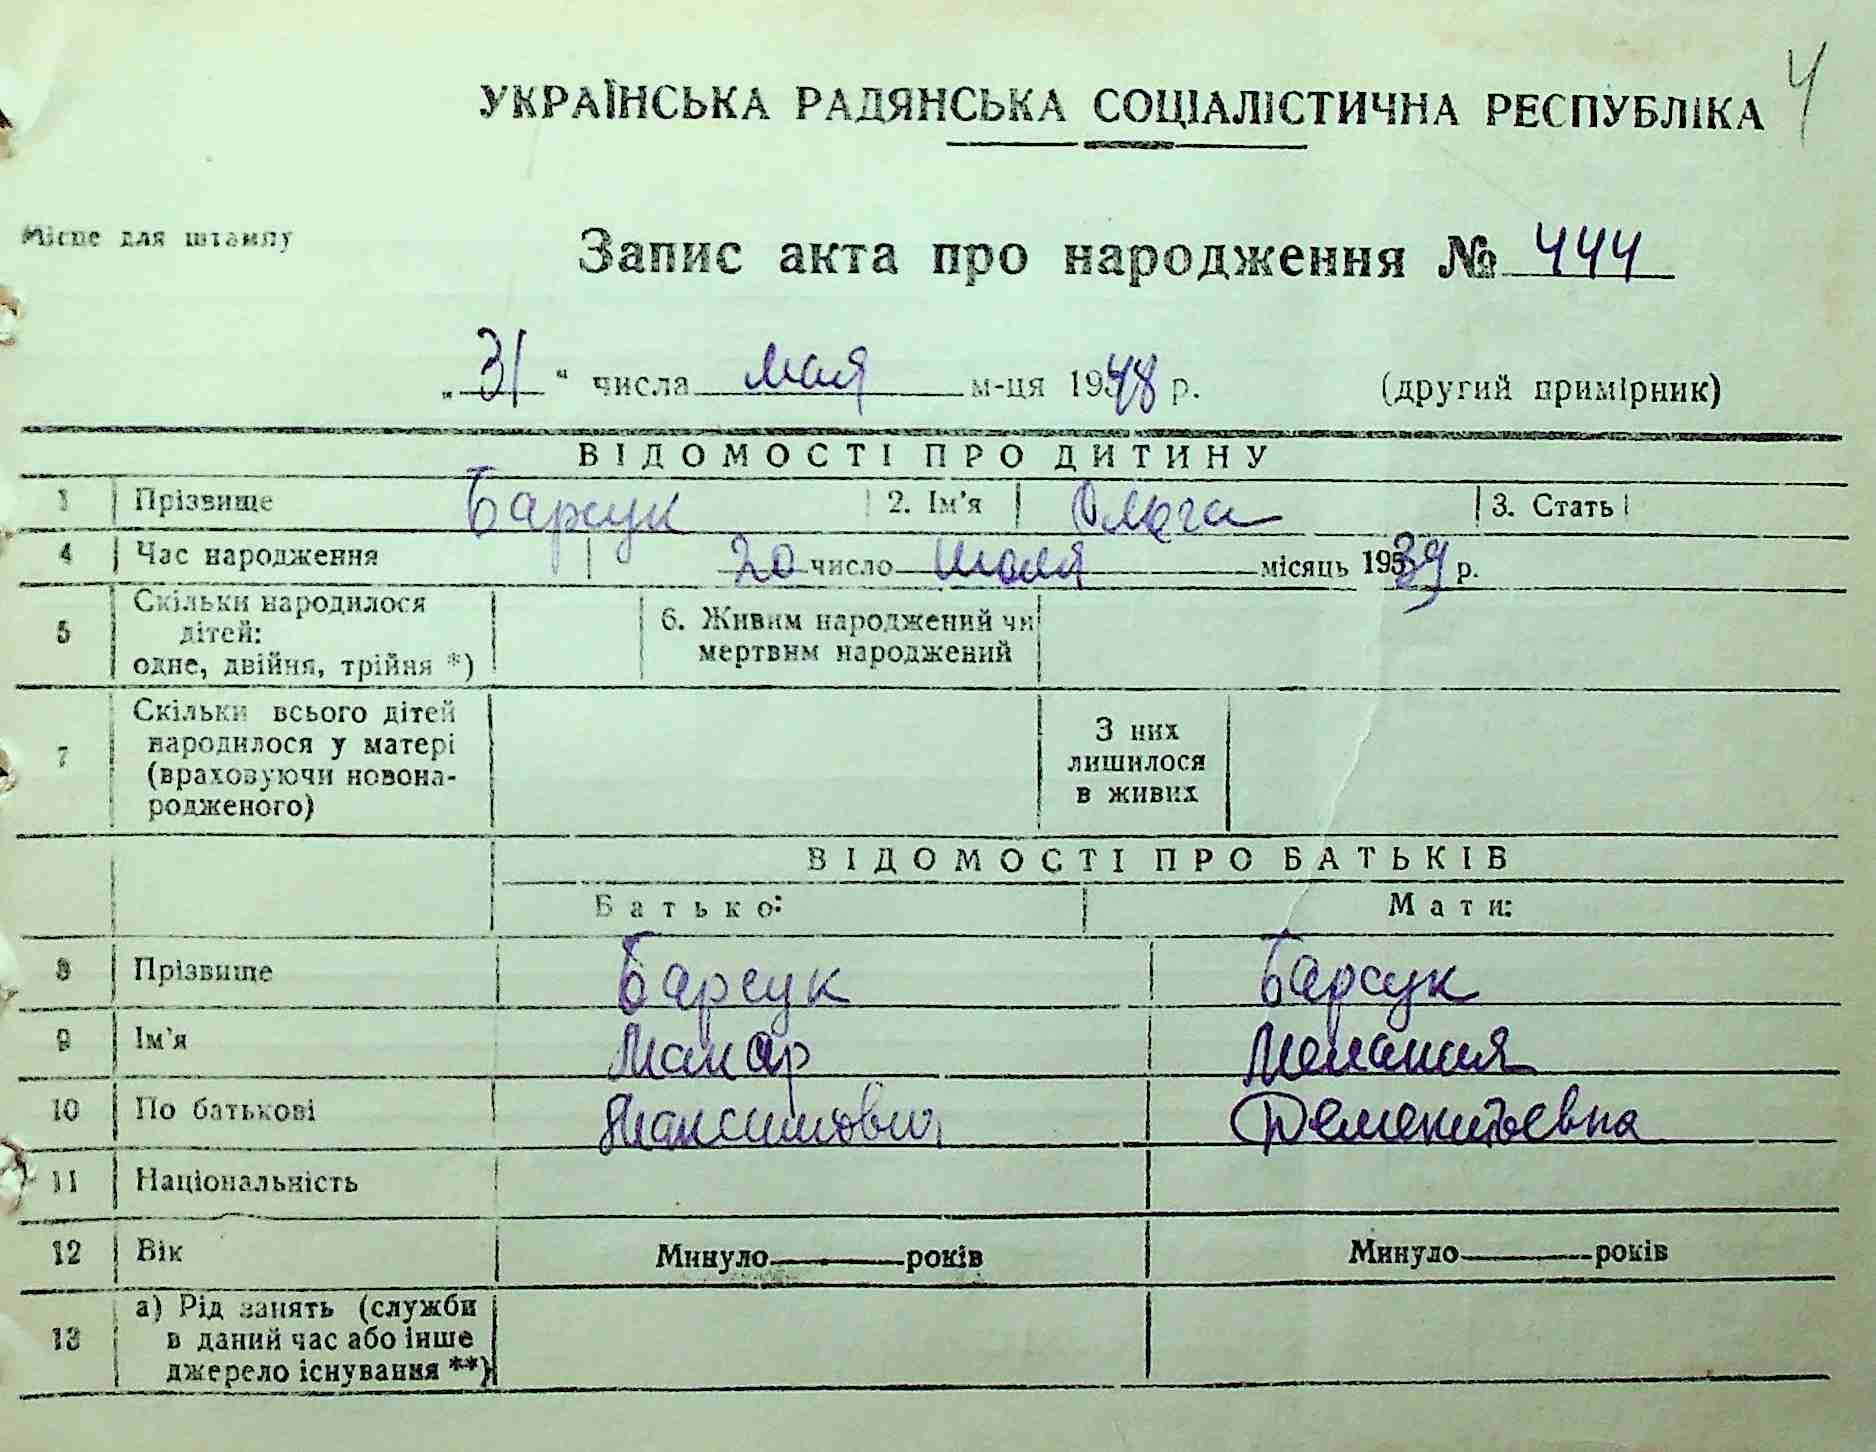 4
УКРАЇНСЬКА РАДЯНСЬКА СОЦІАЛІСТИЧНА РЕСПУБЛІКА
Місце для штампу
Запис акта про народження № 444
„31“ числа мая м-ця 1948 р. (другий примірник)
ВІДОМОСТІ ПРО ДИТИНУ
1 Прізвище Барсук 2. Ім'я Ольга 3. Стать
4 Час народження 20 число июля місяць 1939 р.
5 Скільки народилося дітей: одне, двійня, трійня *) 6. Живим народжений чи мертвим народжений
7 Скільки всього дітей народилося у матері (враховуючи новона-родженого) З них лишилося в живих
ВІДОМОСТІ ПРО БАТЬКІВ
Батько: Мати:
8 Прізвище Барсук Барсук
9 Ім'я Макар Мелания
10 По батькові Максимович Дементьевна
11 Національність
12 Вік Минуло років Минуло років
13 а) Рід занять (служби в даний час або інше джерело існування **)